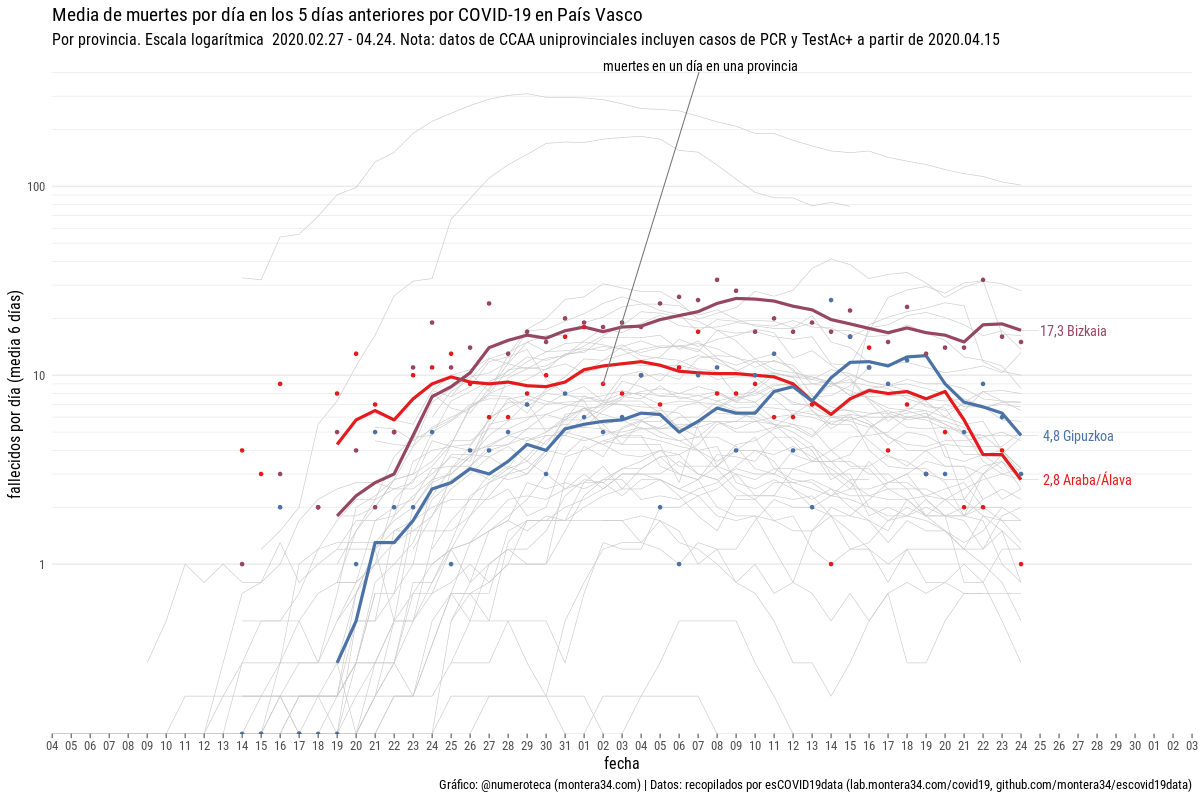 Media de muertes por día en los 5 días anteriores por COVID-19 en País Vasco
Por provincia. Escala logarítmica  2020.02.27 - 04.24. Nota: datos de CCAA uniprovinciales incluyen casos de PCR y TestAc+ a partir de 2020.04.15
muertes en un día en una provincia
fallecidos por día (media 6 días)
100
10
1
17,3 Bizkaia
4,8 Gipuzkoa
2,8 Araba/Álava
04 05 06 07 08 09 10 11 12 13 14 15 16 17 18 19 20 21 22 23 24 25 26 27 28 29 30 31 01 02 03 04 05 06 07 08 09 10 11 12 13 14 15 16 17 18 19 20 21 22 23 24 25 26 27 28 29 30 01 02 03
fecha
Gráfico: @numeroteca (montera34.com) | Datos: recopilados por esCOVID19data (lab.montera34.com/covid19, github.com/montera34/escovid19data)